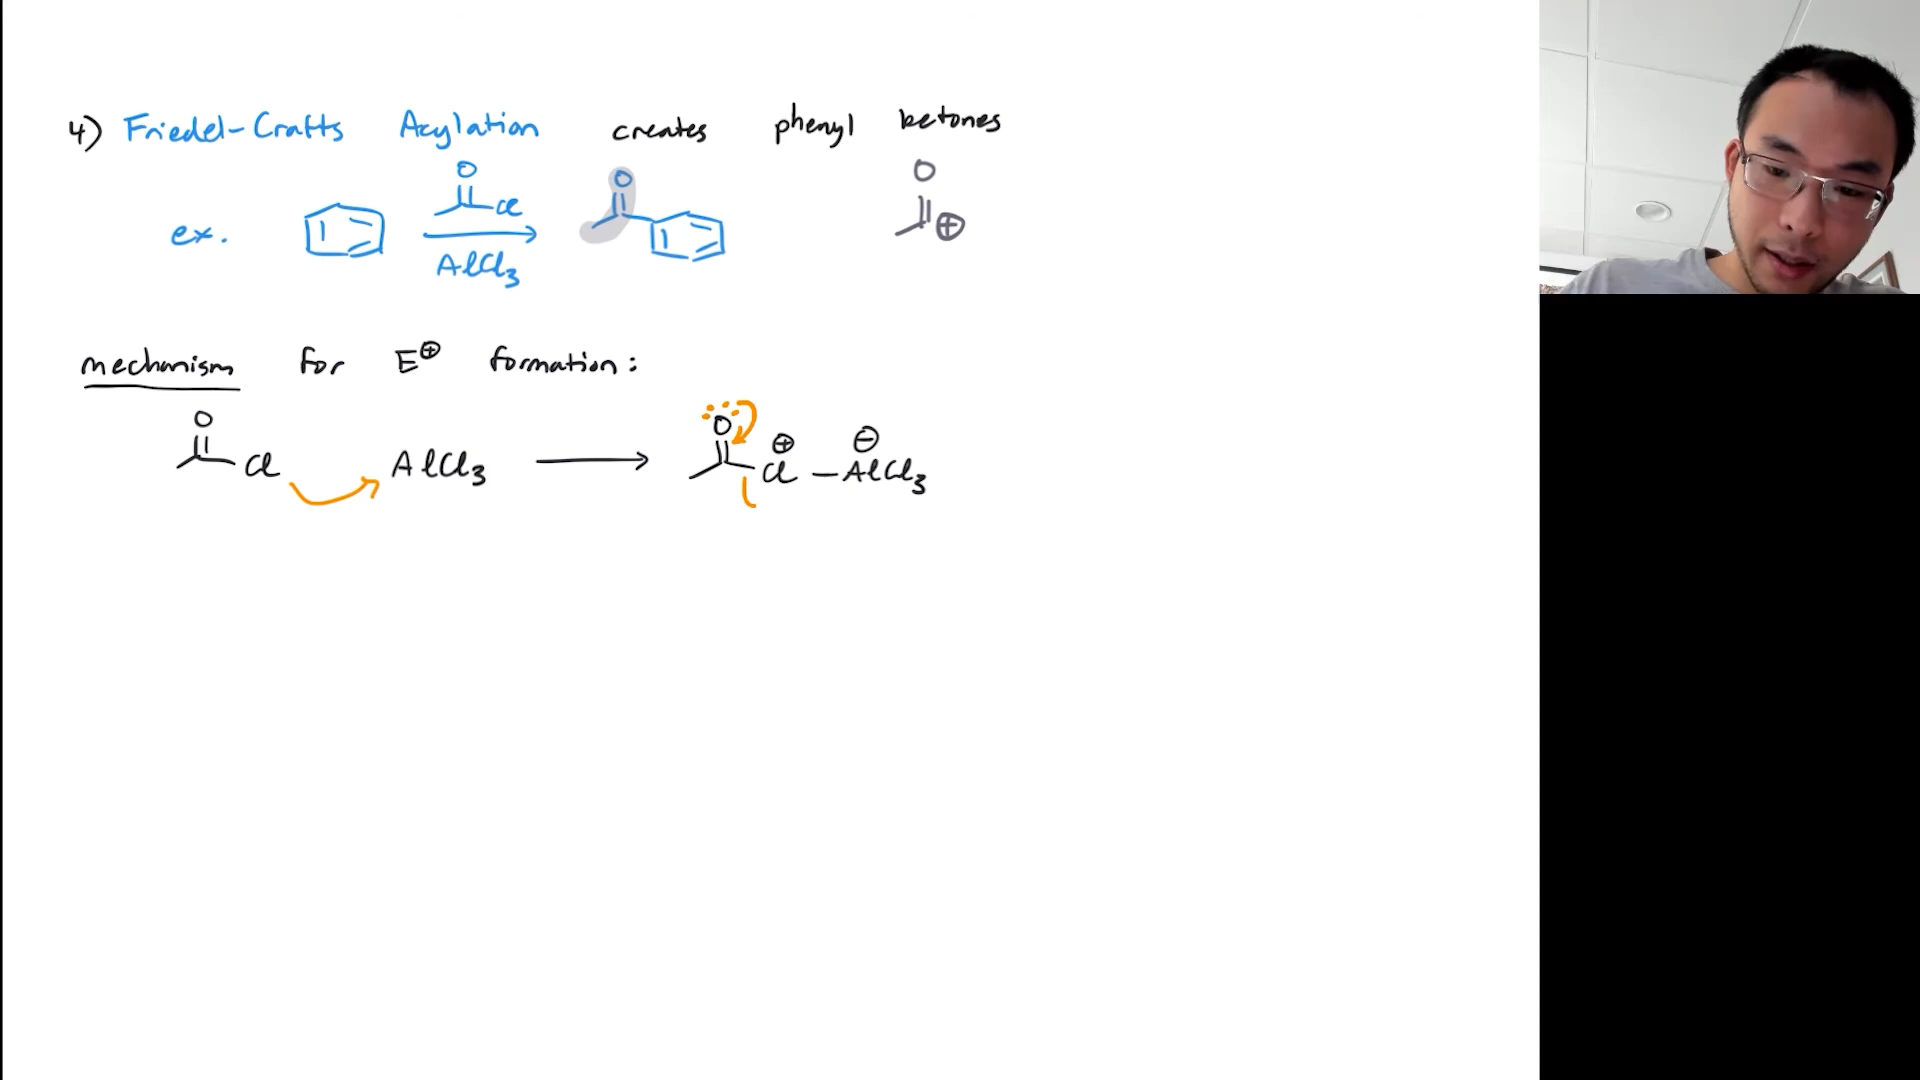 4) Friedel-Crafts Acylation creates phenyl ketones
O O O
Cl ⊕
ex.
AlCl3
mechanism for E⊕ formation:
O O ⊕ ⊖
Cl AlCl3 Cl — AlCl3